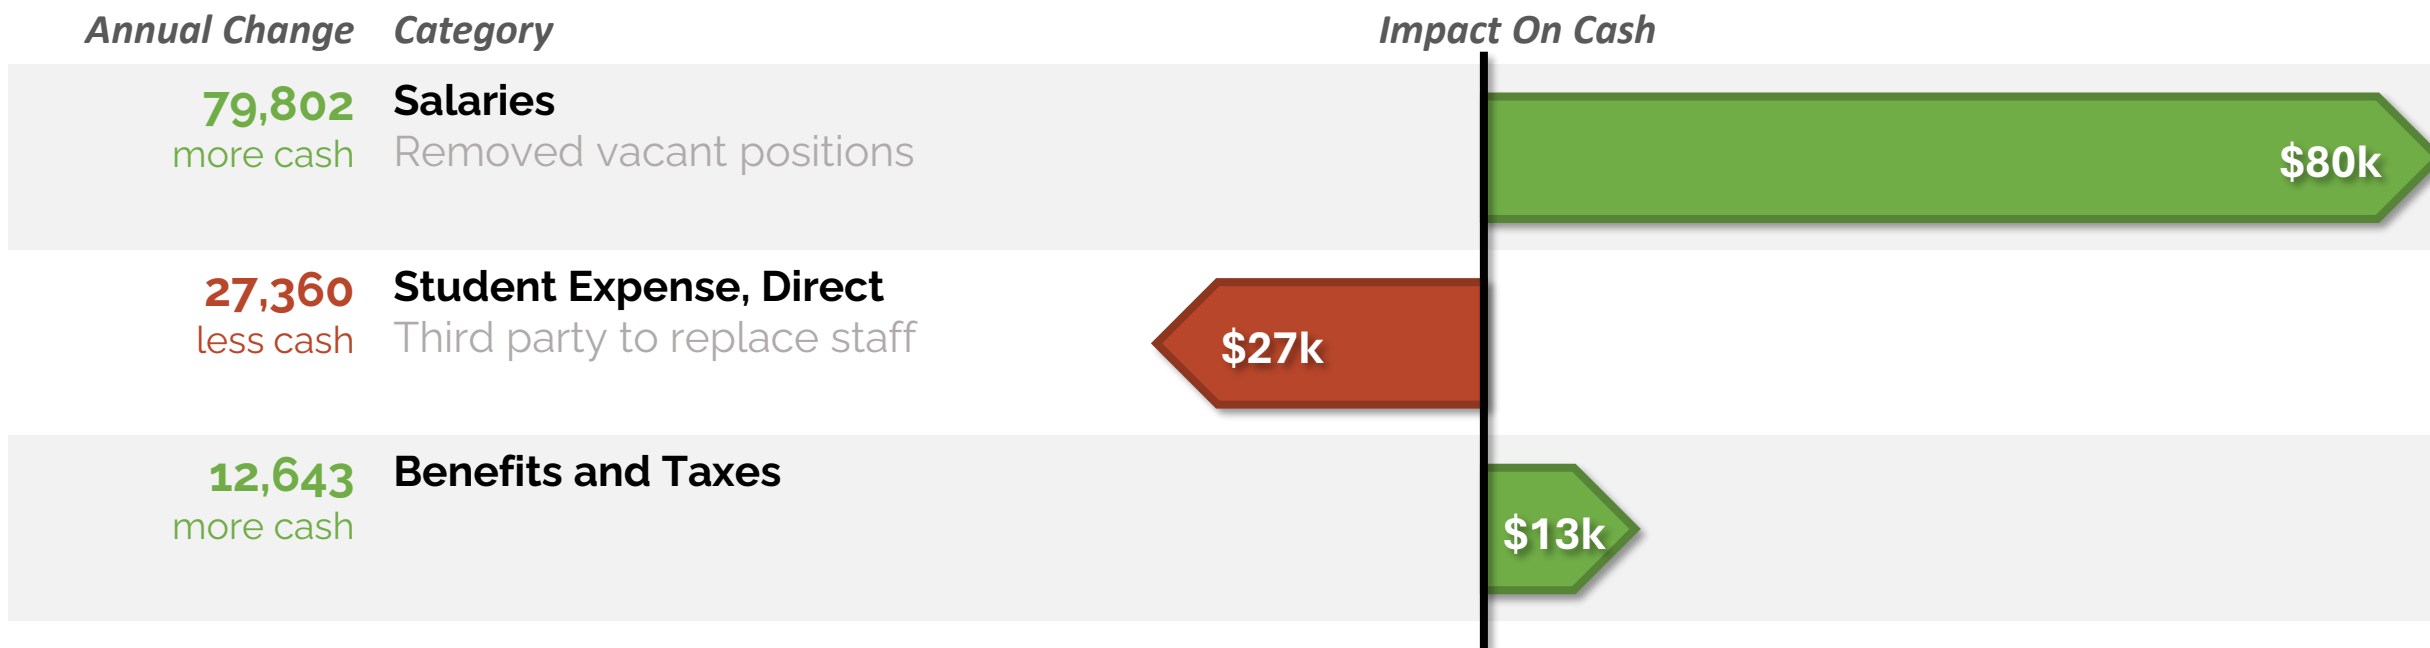 Annual Change Category Impact On Cash
79,802 Salaries
more cash Removed vacant positions
$80k
27,360 Student Expense, Direct
less cash Third party to replace staff
$27k
12,643 Benefits and Taxes
more cash
$13k